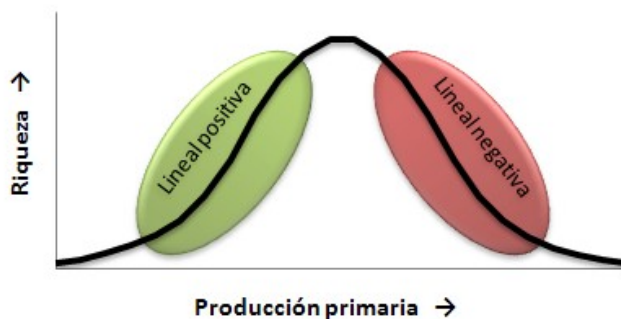 Riqueza →
Lineal positiva
Lineal negativa
Producción primaria →